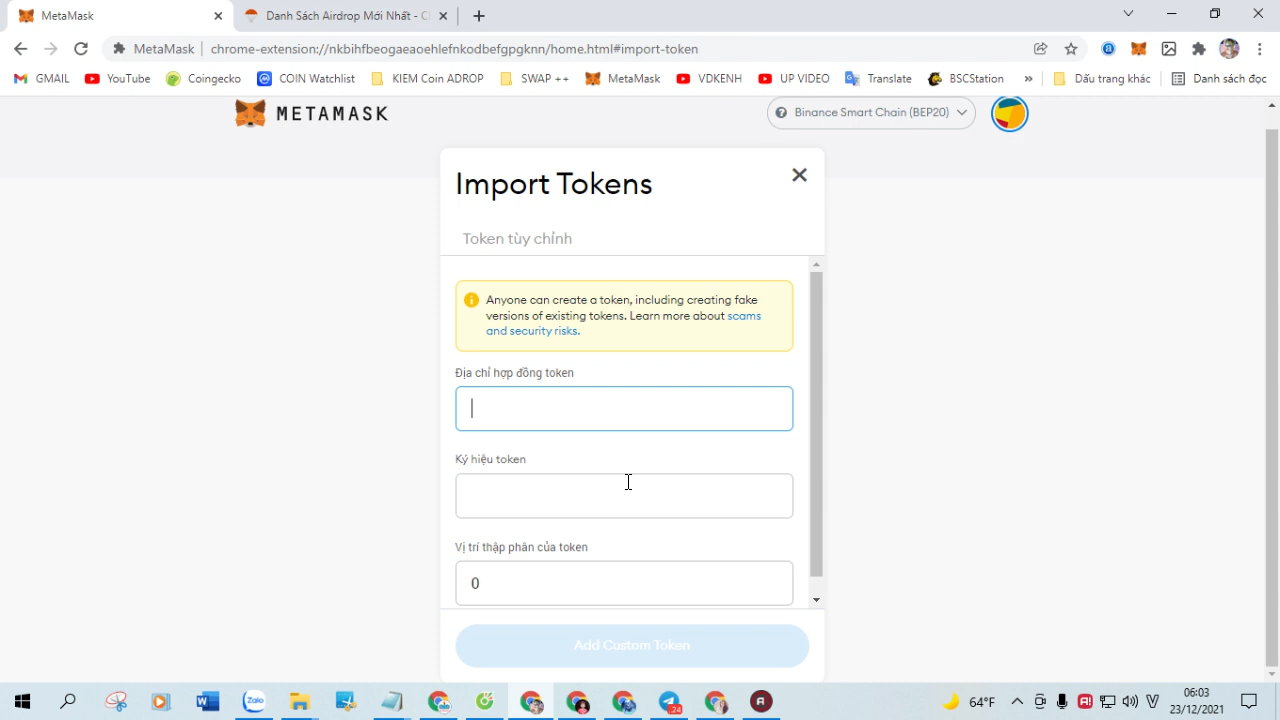 MetaMask
Danh Sách Airdrop Mới Nhất - C
MetaMask
chrome-extension://nkbihfbeogaeaoehlefnkodbefgpgknn/home.html#import-token
GMAIL
YouTube
Coingecko
COIN Watchlist
KIEM Coin ADROP
SWAP ++
MetaMask
VDKENH
UP VIDEO
Translate
BSCStation
»
Dấu trang khác
Danh sách đọc
METAMASK
Binance Smart Chain (BEP20)
Import Tokens
Token tùy chỉnh
Anyone can create a token, including creating fake
versions of existing tokens. Learn more about scams
and security risks.
Địa chỉ hợp đồng token
Ký hiệu token
Vị trí thập phân của token
0
Add Custom Token
Zalo
24
64°F
06:03
23/12/2021